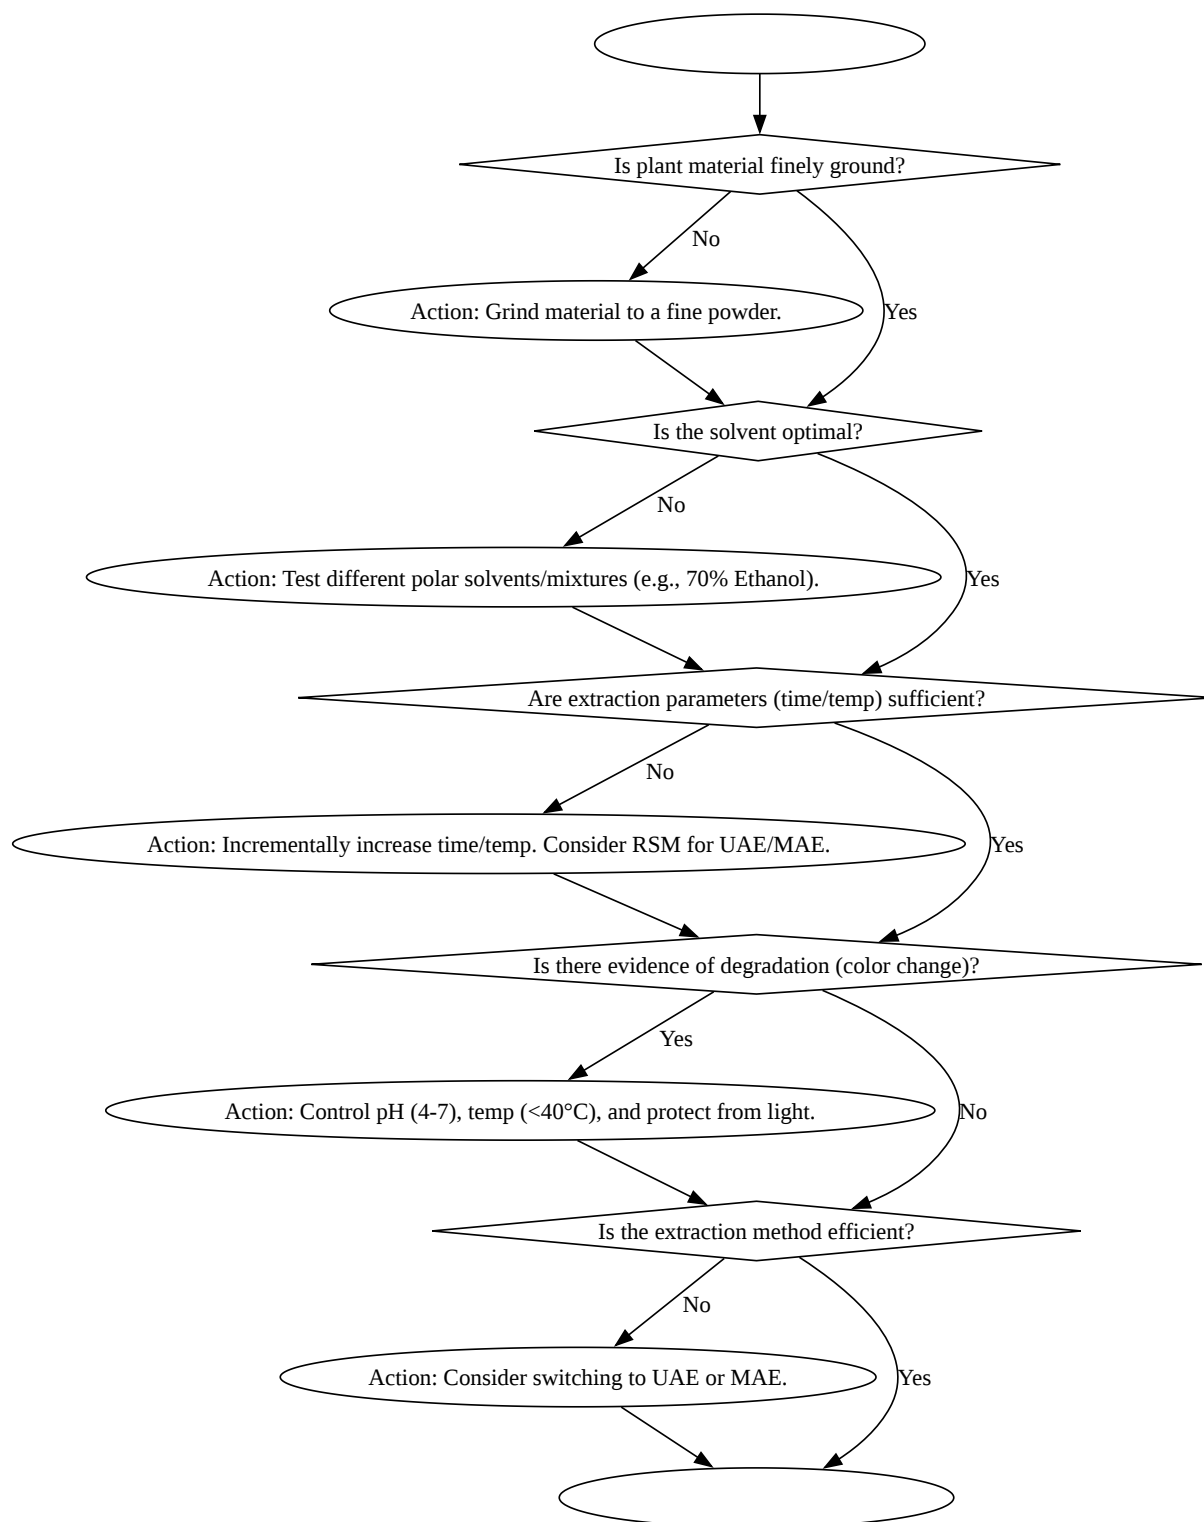 Is plant material finely ground?
No
Action: Grind material to a fine powder.
Yes
Is the solvent optimal?
No
Action: Test different polar solvents/mixtures (e.g., 70% Ethanol).
Yes
Are extraction parameters (time/temp) sufficient?
No
Action: Incrementally increase time/temp. Consider RSM for UAE/MAE.
Yes
Is there evidence of degradation (color change)?
Yes
Action: Control pH (4-7), temp (<40°C), and protect from light.
No
Is the extraction method efficient?
No
Action: Consider switching to UAE or MAE.
Yes